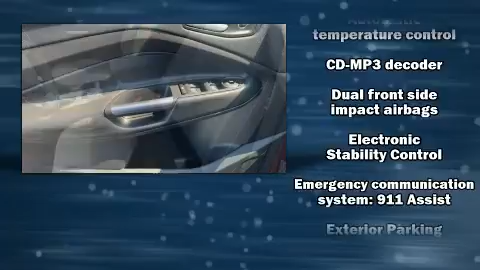 Automatic
temperature control
CD-MP3 decoder
Dual front side
impact airbags
Electronic
Stability Control
Emergency communication
system: 911 Assist
Exterior Parking